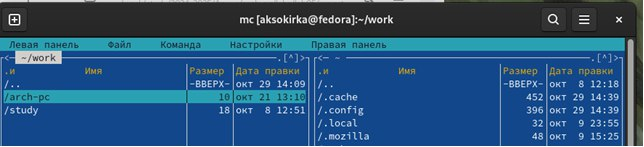 mc [aksokirka@fedora]:~/work
Левая панель Файл Команда Настройки Правая панель
<─ ~/work .[^]> <─ ~ .[^]>
.и Имя Размер Дата правки .и Имя Размер Дата правки
/.. -ВВЕРХ- окт 29 14:09 /.. -ВВЕРХ- окт 8 12:18
/arch-pc 10 окт 21 13:10 /.cache 452 окт 29 14:39
/study 18 окт 8 12:51 /.config 396 окт 29 14:39
/.local 32 окт 9 23:55
/.mozilla 48 окт 9 15:25